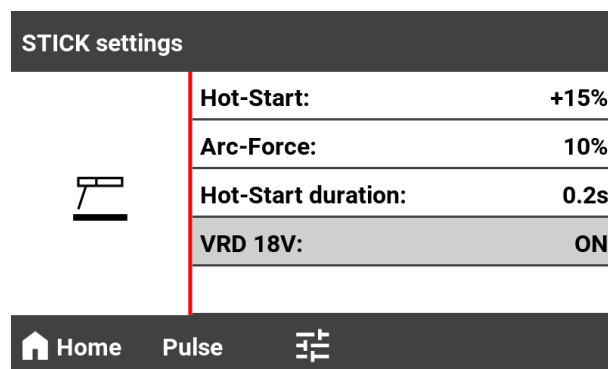 STICK settings
Hot-Start: +15%
Arc-Force: 10%
Hot-Start duration: 0.2s
VRD 18V: ON
Home Pulse